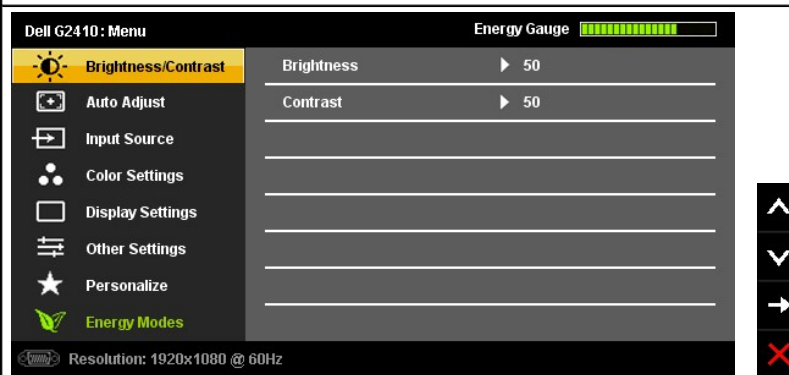 Dell G2410 : Menu Energy Gauge
Brightness/Contrast Brightness 50
Auto Adjust Contrast 50
Input Source
Color Settings
Display Settings
Other Settings
Personalize
Energy Modes
Resolution: 1920x1080 @ 60Hz